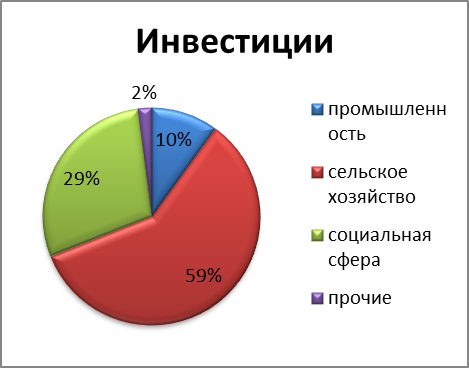 Инвестиции
2%
10%
29%
59%
промышленн
ость
сельское
хозяйство
социальная
сфера
прочие